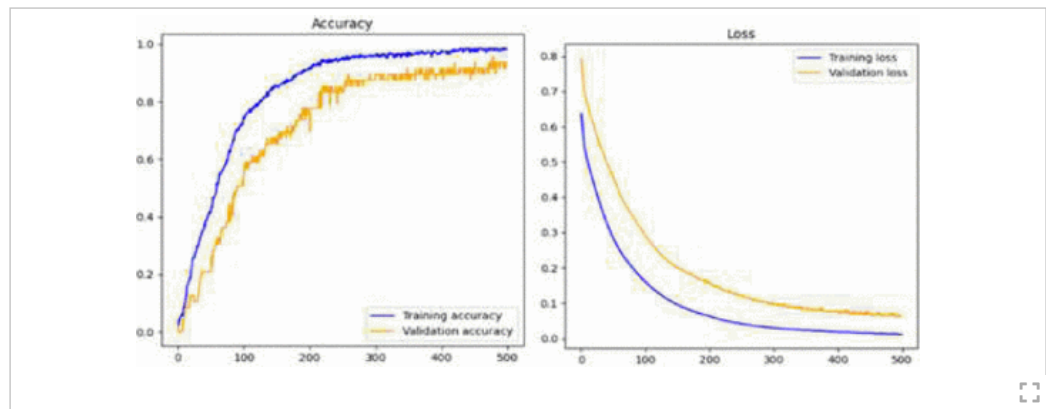 Accuracy
1.0
0.8
0.6
0.4
0.2
0.0
0 100 200 300 400 500
Training accuracy
Validation accuracy
Loss
0.8
0.7
0.6
0.5
0.4
0.3
0.2
0.1
0.0
0 100 200 300 400 500
Training loss
Validation loss